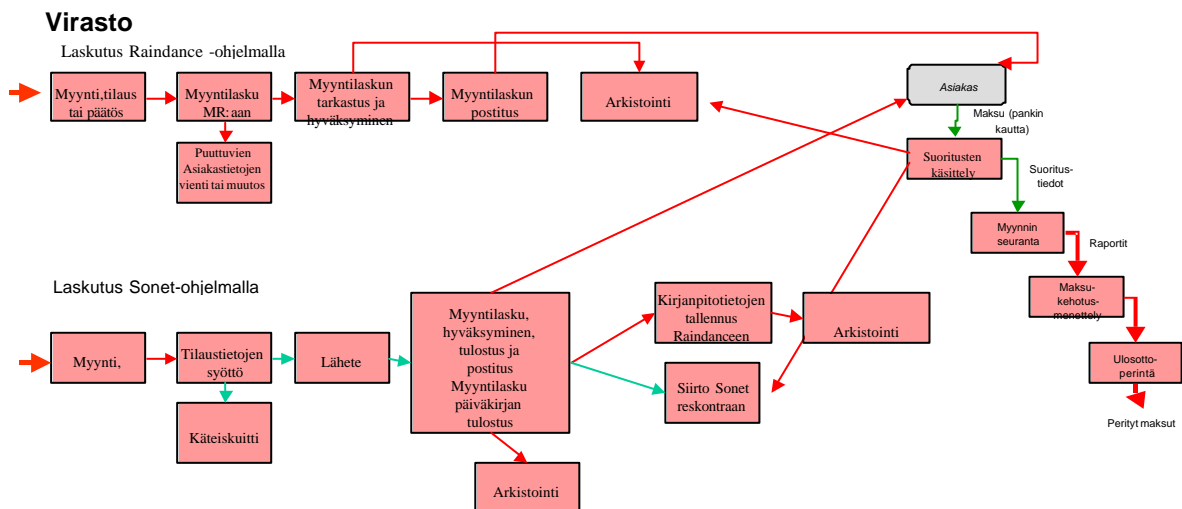 Virasto
Laskutus Raindance -ohjelmalla
Myynti,tilaus
tai päätös
Myyntilasku
MR:aan
Myyntilaskun
tarkastus ja
hyväksyminen
Myyntilaskun
postitus
Arkistointi
Asiakas
Maksu (pankin
kautta)
Puuttuvien
Asiakastietojen
vienti tai muutos
Suoritusten
käsittely
Suoritus-
tiedot
Myynnin
seuranta
Raportit
Maksu-
kehotus-
menettely
Ulosotto-
perintä
Perityt maksut
Laskutus Sonet-ohjelmalla
Myynti,
Tilaustietojen
syöttö
Lähete
Myyntilasku,
hyväksyminen,
tulostus ja
postitus
Myyntilasku
päiväkirjan
tulostus
Kirjanpitotietojen
tallennus
Raindanceen
Arkistointi
Siirto Sonet
reskontraan
Käteiskuitti
Arkistointi